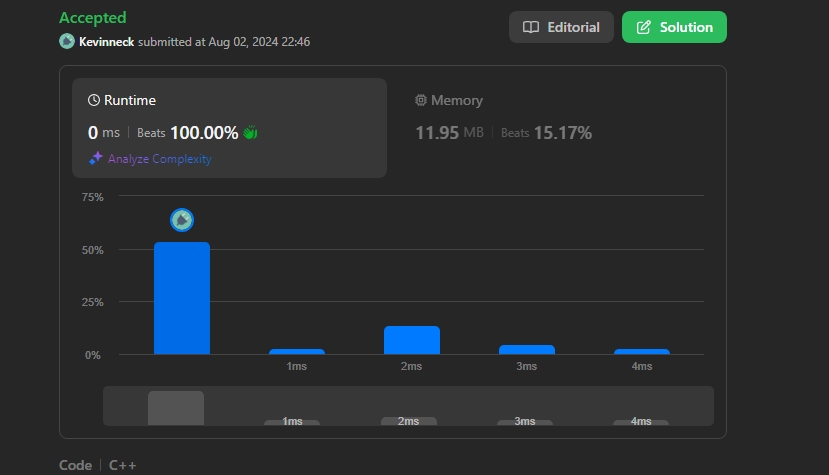 Accepted
Kevinneck submitted at Aug 02, 2024 22:46
Editorial
Solution
Runtime
0 ms | Beats 100.00%
Analyze Complexity
Memory
11.95 MB | Beats 15.17%
75%
50%
25%
0%
1ms 2ms 3ms 4ms
1ms 2ms 3ms 4ms
Code | C++